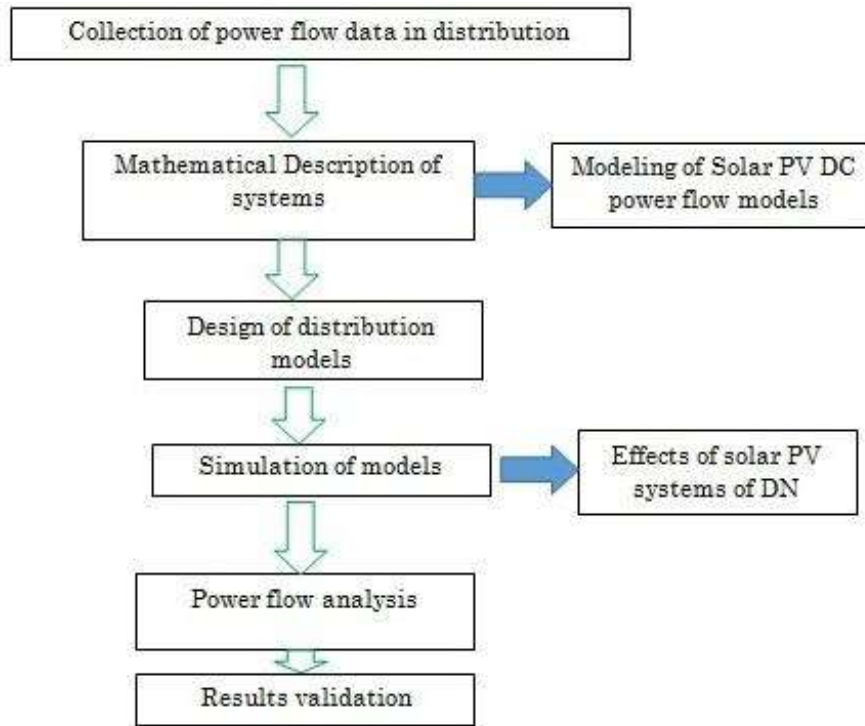 Collection of power flow data in distribution
Mathematical Description of
systems
Modeling of Solar PV DC
power flow models
Design of distribution
models
Simulation of models
Effects of solar PV
systems of DN
Power flow analysis
Results validation